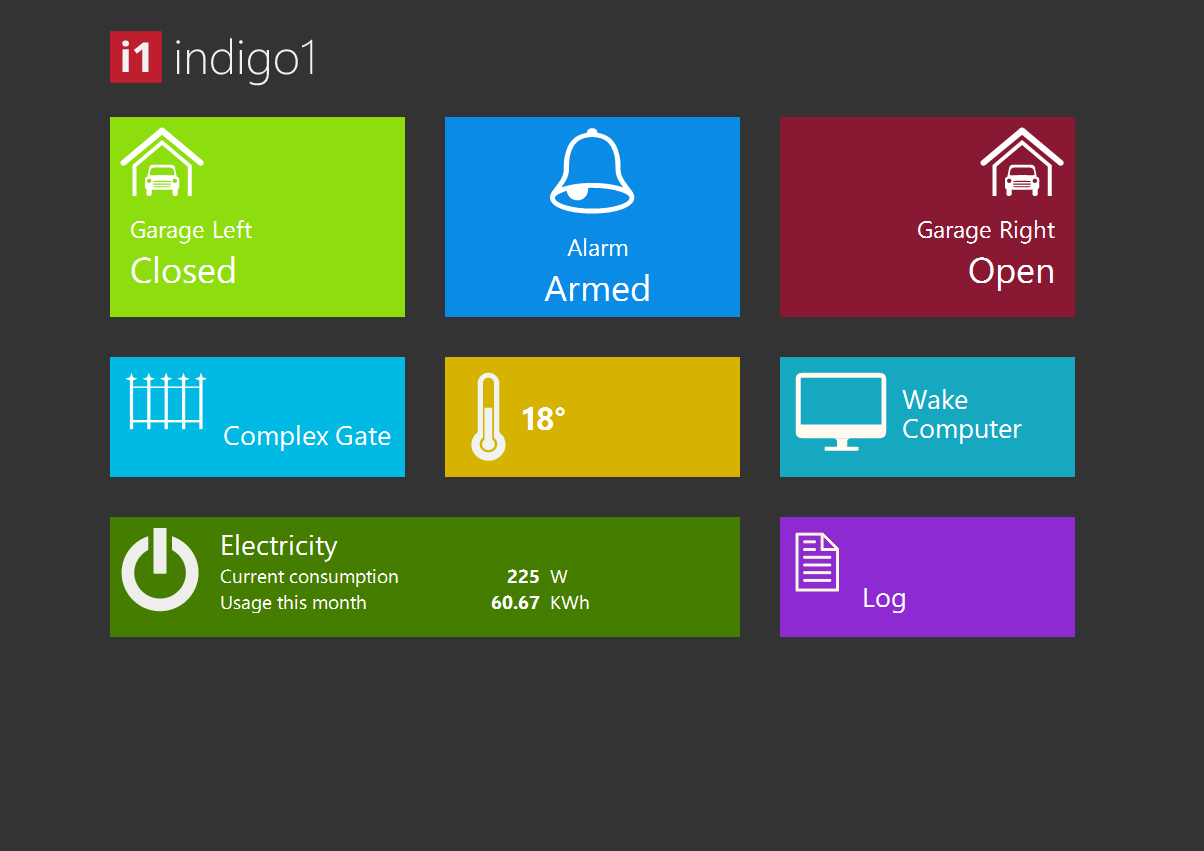 i1 indigo1
Garage Left
Closed
Alarm
Armed
Garage Right
Open
Complex Gate
18°
Wake
Computer
Electricity
Current consumption 225 W
Usage this month 60.67 KWh
Log